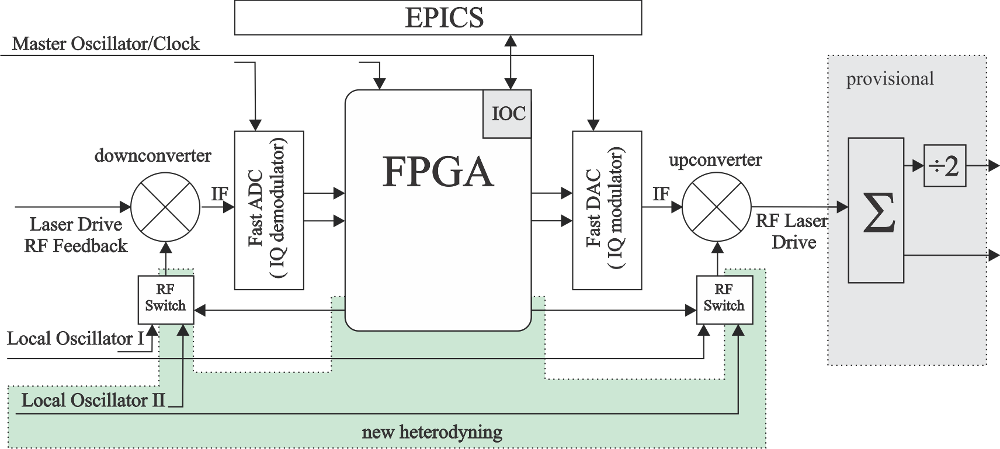 EPICS
Master Oscillator/Clock
provisional
IOC
downconverter
FPGA
upconverter
IF
Fast ADC
( IQ demodulator)
Fast DAC
( IQ modulator)
IF
÷2
Σ
Laser Drive
RF Feedback
RF Laser
Drive
RF
Switch
RF
Switch
Local Oscillator I
Local Oscillator II
new heterodyning